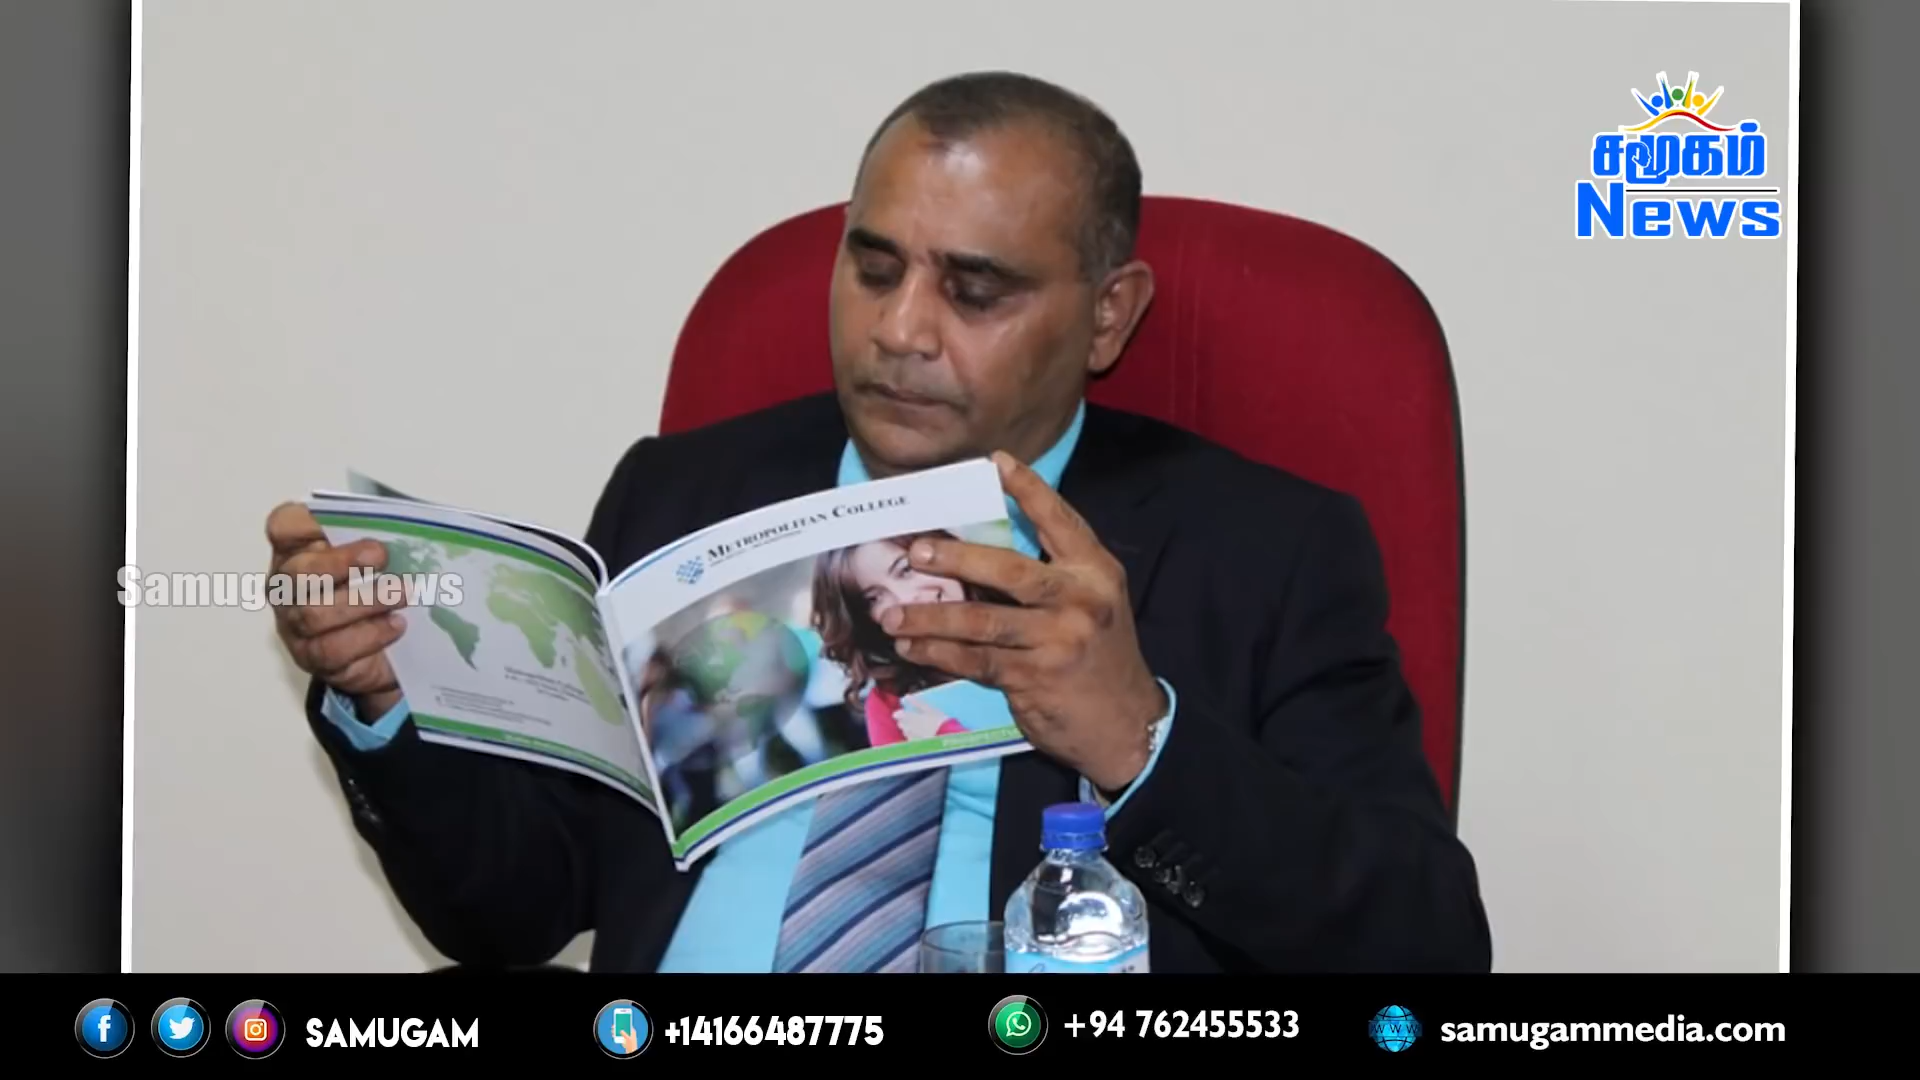 சமூகம்
News
METROPOLITAN COLLEGE
Samugam News
SAMUGAM
+14166487775
+94 762455533
samugammedia.com